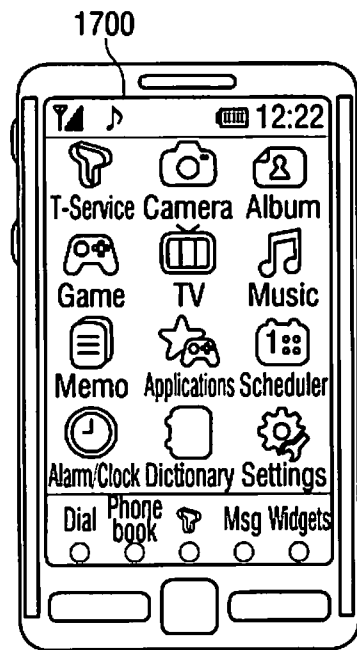 1700
12:22
T-Service Camera Album
Game TV Music
1
Memo Applications Scheduler
Alarm/Clock Dictionary Settings
Dial Phone book Msg Widgets